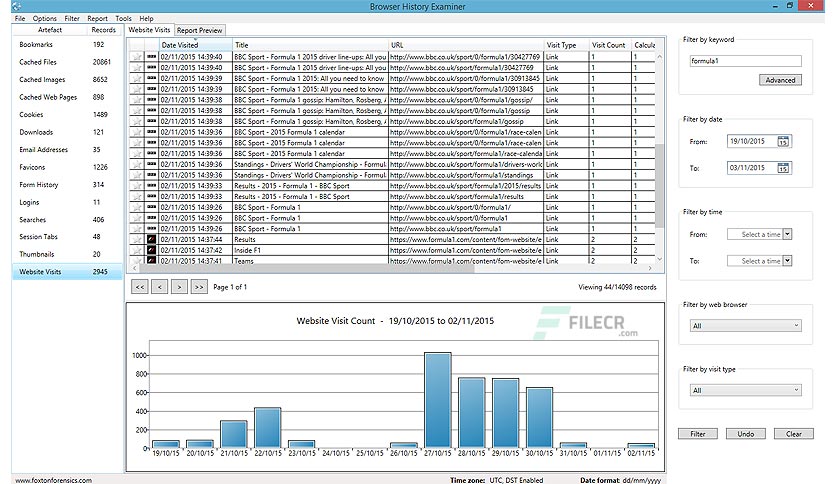 Browser History Examiner
File Options Filter Report Tools Help
Artefact Records
Bookmarks 192
Cached Files 20861
Cached Images 8652
Cached Web Pages 898
Cookies 1489
Downloads 121
Email Addresses 35
Favicons 1226
Form History 314
Logins 11
Searches 406
Session Tabs 48
Thumbnails 20
Website Visits 2945
Website Visits Report Preview
Date Visited Title URL Visit Type Visit Count Calcula
02/11/2015 14:39:40 BBC Sport - Formula 1 2015 driver line-ups: All you http://www.bbc.co.uk/sport/0/formula1/30427769 Link 1 1
02/11/2015 14:39:40 BBC Sport - Formula 1 2015 driver line-ups: All you http://www.bbc.co.uk/sport/formula1/30427769 Link 1 1
02/11/2015 14:39:40 BBC Sport - Formula 1 2015: All you need to know http://www.bbc.co.uk/sport/0/formula1/30913845 Link 1 1
02/11/2015 14:39:39 BBC Sport - Formula 1 2015: All you need to know http://www.bbc.co.uk/sport/formula1/30913845 Link 1 1
02/11/2015 14:39:38 BBC Sport - Formula 1 gossip: Hamilton, Rosberg, http://www.bbc.co.uk/sport/0/formula1/gossip/ Link 1 1
02/11/2015 14:39:38 BBC Sport - Formula 1 gossip: Hamilton, Rosberg, http://www.bbc.co.uk/sport/formula1/gossip/ Link 1 1
02/11/2015 14:39:38 BBC Sport - Formula 1 gossip: Hamilton, Rosberg, http://www.bbc.co.uk/sport/formula1/gossip Link 1 1
02/11/2015 14:39:36 BBC Sport - 2015 Formula 1 calendar http://www.bbc.co.uk/sport/0/formula1/race-calen Link 1 1
02/11/2015 14:39:36 BBC Sport - 2015 Formula 1 calendar http://www.bbc.co.uk/sport/formula1/race-calen Link 1 1
02/11/2015 14:39:36 BBC Sport - 2015 Formula 1 calendar http://www.bbc.co.uk/sport/formula1/race-calenda Link 1 1
02/11/2015 14:39:36 Standings - Drivers' World Championship - Formul http://www.bbc.co.uk/sport/formula1/drivers-world Link 1 1
02/11/2015 14:39:36 Standings - Drivers' World Championship - Formul http://www.bbc.co.uk/sport/formula1/standings Link 1 1
02/11/2015 14:39:33 Results - 2015 - Formula 1 - BBC Sport http://www.bbc.co.uk/sport/formula1/2015/results Link 1 1
02/11/2015 14:39:33 Results - 2015 - Formula 1 - BBC Sport http://www.bbc.co.uk/sport/formula1/results Link 1 1
02/11/2015 14:39:26 BBC Sport - Formula 1 http://www.bbc.co.uk/sport/0/formula1/ Link 1 1
02/11/2015 14:39:26 BBC Sport - Formula 1 http://www.bbc.co.uk/sport/0/formula1 Link 1 1
02/11/2015 14:39:26 BBC Sport - Formula 1 http://www.bbc.co.uk/sport/formula1 Link 1 1
02/11/2015 14:37:44 Results http://www.formula1.com/content/fom-website/e Link 2 2
02/11/2015 14:37:42 Inside F1 http://www.formula1.com/content/fom-website/e Link 2 2
02/11/2015 14:37:41 Teams http://www.formula1.com/content/fom-website/e Link 2 2
<< < > >> Page 1 of 1 Viewing 44/14098 records
Website Visit Count - 19/10/2015 to 02/11/2015
FILECR
.com
1000
800
600
400
200
0
19/10/15 20/10/15 21/10/15 22/10/15 23/10/15 24/10/15 25/10/15 26/10/15 27/10/15 28/10/15 29/10/15 30/10/15 31/10/15 01/11/15 02/11/15
Filter by keyword
formula1
Advanced
Filter by date
From: 19/10/2015 15
To: 03/11/2015 15
Filter by time
From: Select a time
To: Select a time
Filter by web browser
All
Filter by visit type
All
Filter Undo Clear
www.foxtonforensics.com Time zone: UTC, DST Enabled Date format: dd/mm/yyyy